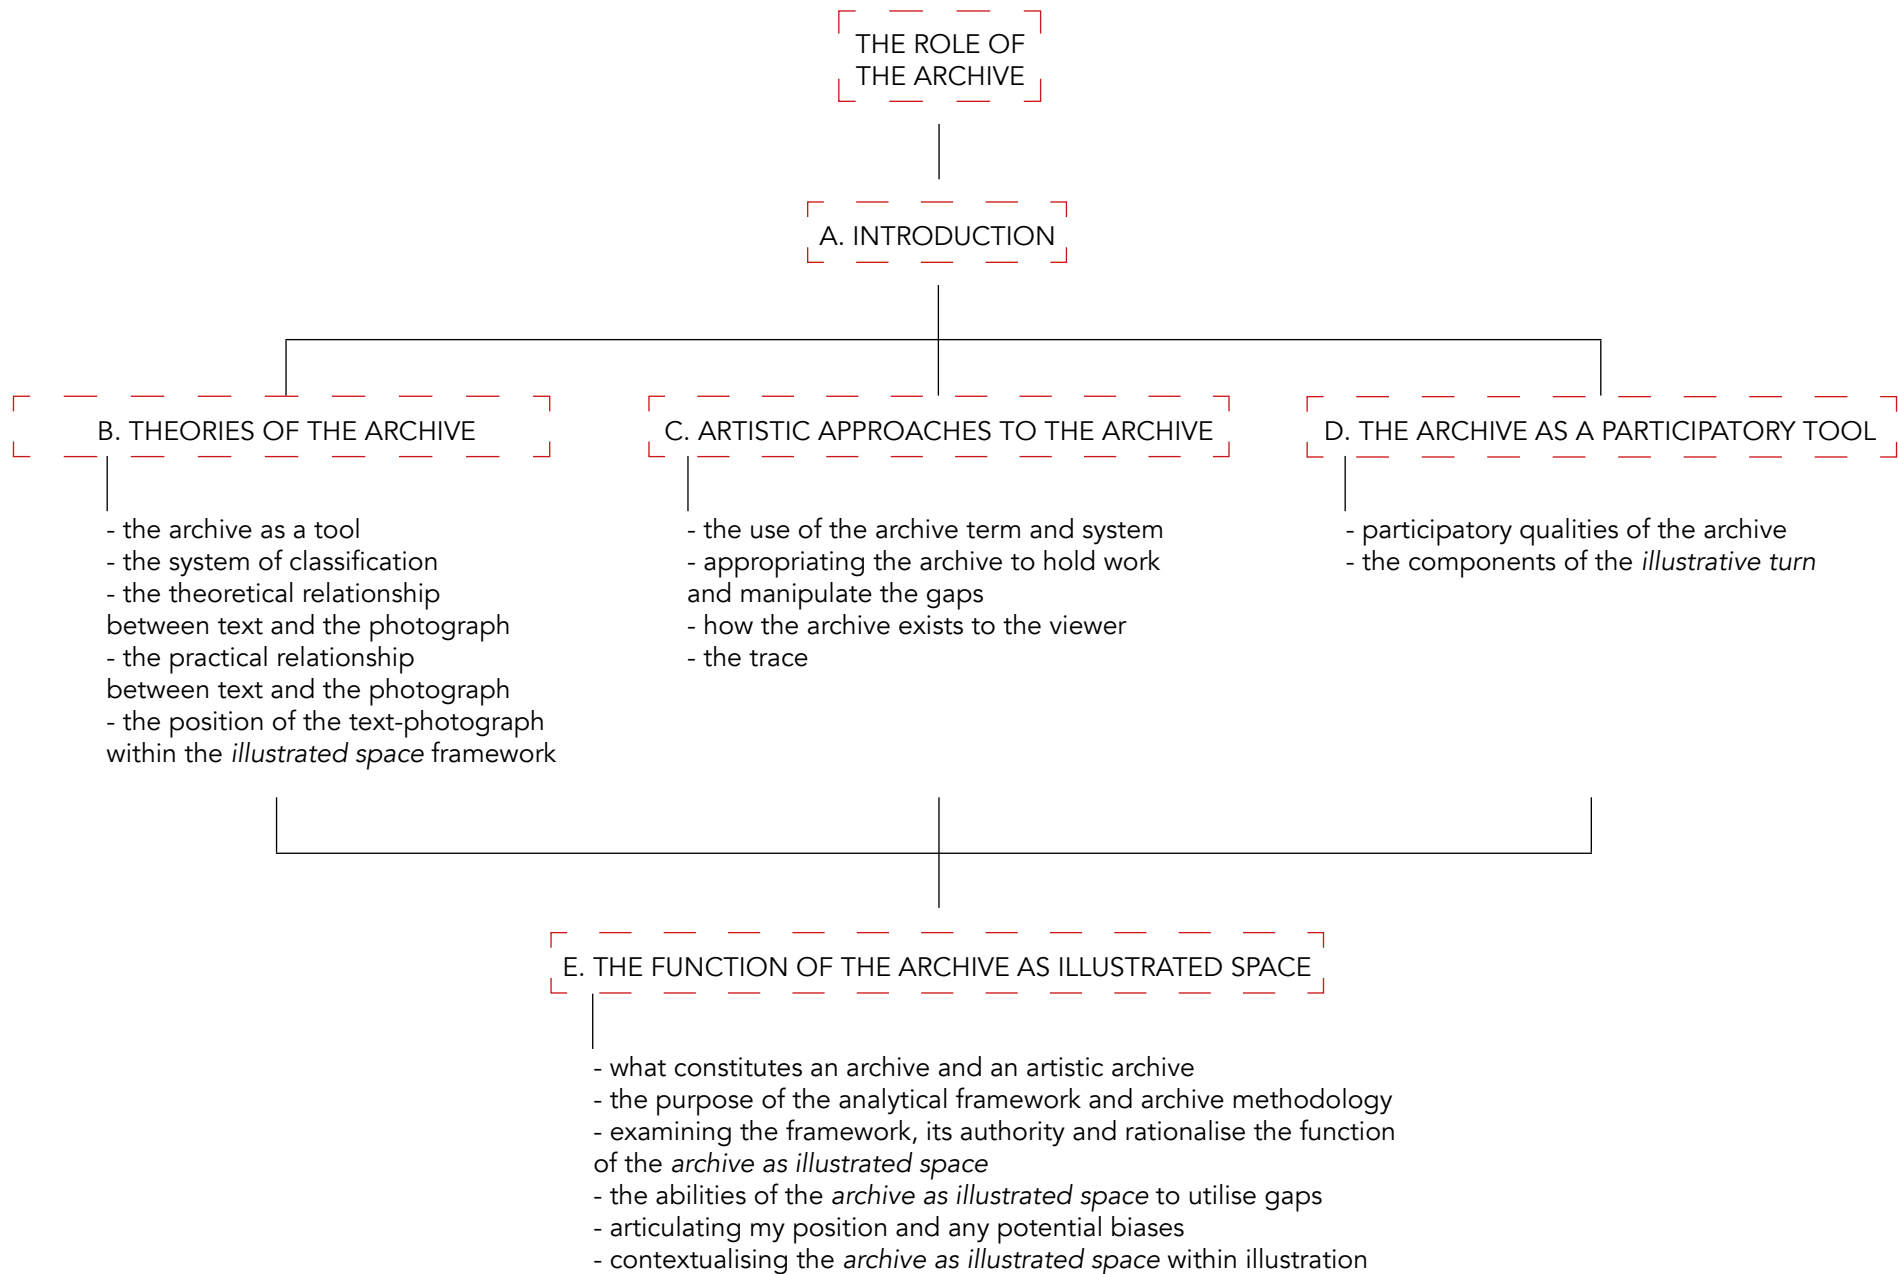 THE ROLE OF
THE ARCHIVE
A. INTRODUCTION
B. THEORIES OF THE ARCHIVE
- the archive as a tool
- the system of classification
- the theoretical relationship
between text and the photograph
- the practical relationship
between text and the photograph
- the position of the text-photograph
within the illustrated space framework
C. ARTISTIC APPROACHES TO THE ARCHIVE
- the use of the archive term and system
- appropriating the archive to hold work
and manipulate the gaps
- how the archive exists to the viewer
- the trace
D. THE ARCHIVE AS A PARTICIPATORY TOOL
- participatory qualities of the archive
- the components of the illustrative turn
E. THE FUNCTION OF THE ARCHIVE AS ILLUSTRATED SPACE
- what constitutes an archive and an artistic archive
- the purpose of the analytical framework and archive methodology
- examining the framework, its authority and rationalise the function
of the archive as illustrated space
- the abilities of the archive as illustrated space to utilise gaps
- articulating my position and any potential biases
- contextualising the archive as illustrated space within illustration